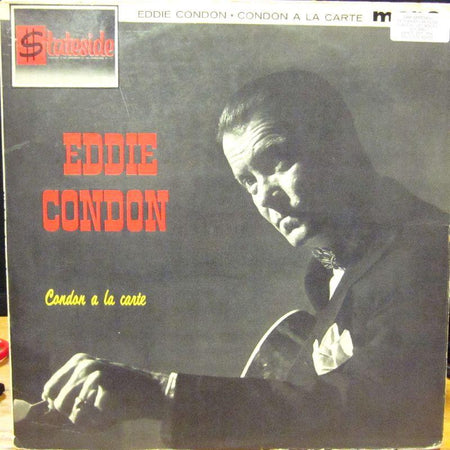 Stateside
EDDIE CONDON · CONDON A LA CARTE
EDDIE
CONDON
Condon a la carte